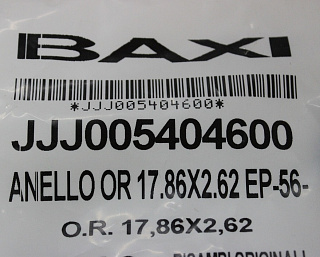 BAXI
*JJJ005404600*
JJJ005404600
ANELLO OR 17.86X2.62 EP-56-
O.R. 17,86X2,62